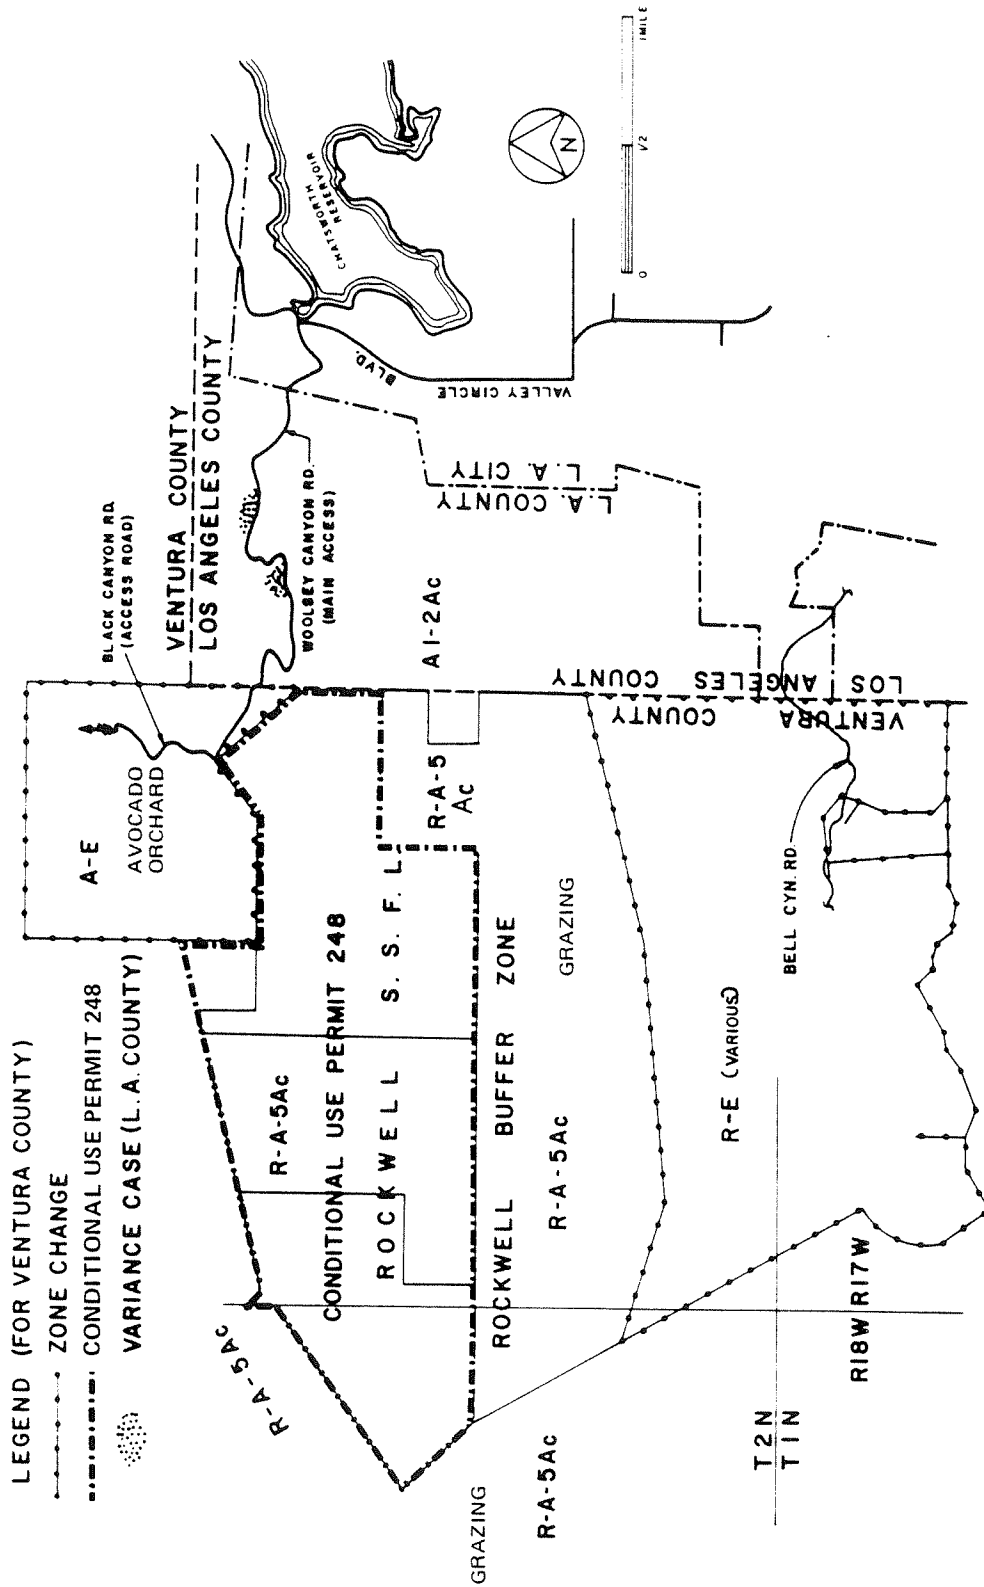 LEGEND (FOR VENTURA COUNTY)
ZONE CHANGE
CONDITIONAL USE PERMIT 248
VARIANCE CASE (L.A. COUNTY)
A-E
AVOCADO
ORCHARD
BLACK CANYON RD.
(ACCESS ROAD)
VENTURA COUNTY
LOS ANGELES COUNTY
WOOLSEY CANYON RD.
(MAIN ACCESS)
CHATSWORTH
RESERVOIR
VALLEY CIRCLE
BLVD.
N
0
1/2
1 MILE
R-A-5Ac
R-A-5Ac
CONDITIONAL USE PERMIT 248
ROCKWELL S. S. F. L.
R-A-5
Ac
A1-2Ac
L.A. COUNTY
L.A. CITY
ROCKWELL BUFFER ZONE
GRAZING
R-A-5Ac
GRAZING
R-A-5Ac
VENTURA COUNTY
LOS ANGELES COUNTY
R-E (VARIOUS)
BELL CYN. RD.
T2N
T1N
R18W R17W